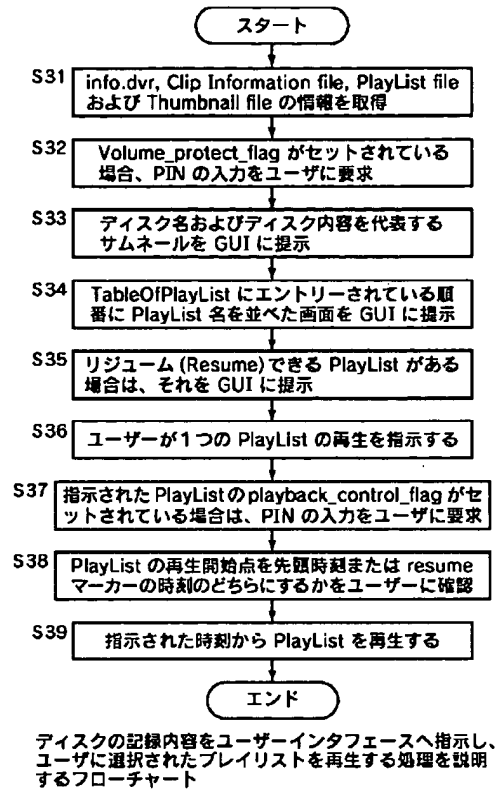 スタート
S31
info.dvr, Clip Information file, PlayList file
および Thumbnail file の情報を取得
S32
Volume_protect_flag がセットされている
場合、PIN の入力をユーザに要求
S33
ディスク名およびディスク内容を代表する
サムネールを GUI に提示
S34
TableOfPlayList にエントリーされている順
番に PlayList 名を並べた画面を GUI に提示
S35
リジューム (Resume) できる PlayList がある
場合は、それを GUI に提示
S36
ユーザーが1つの PlayList の再生を指示する
S37
指示された PlayList の playback_control_flag がセ
ットされている場合は、PIN の入力をユーザに要求
S38
PlayList の再生開始点を先頭時刻または resume
マーカーの時刻のどちらにするかをユーザーに確認
S39
指示された時刻から PlayList を再生する
エンド
ディスクの記録内容をユーザーインタフェースへ指示し、
ユーザに選択されたプレイリストを再生する処理を説明
するフローチャート